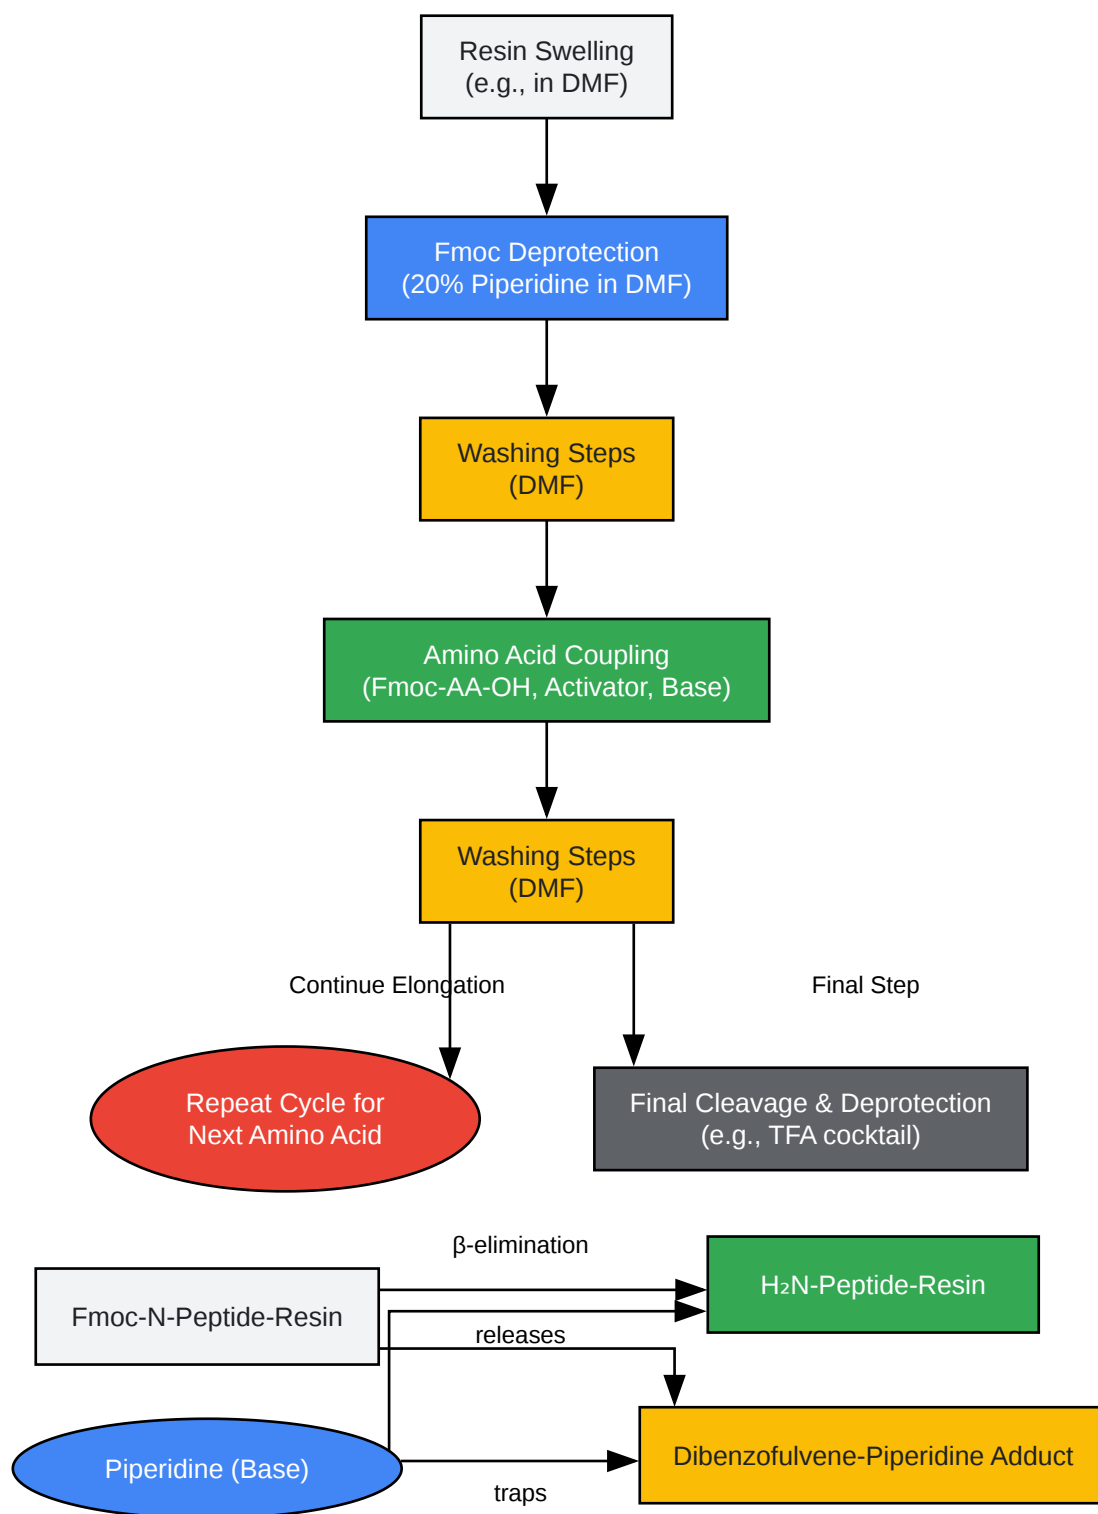 Resin Swelling
(e.g., in DMF)
Fmoc Deprotection
(20% Piperidine in DMF)
Washing Steps
(DMF)
Amino Acid Coupling
(Fmoc-AA-OH, Activator, Base)
Washing Steps
(DMF)
Continue Elongation
Final Step
Repeat Cycle for
Next Amino Acid
Final Cleavage & Deprotection
(e.g., TFA cocktail)
β-elimination
Fmoc-N-Peptide-Resin
H₂N-Peptide-Resin
releases
Piperidine (Base)
Dibenzofulvene-Piperidine Adduct
traps